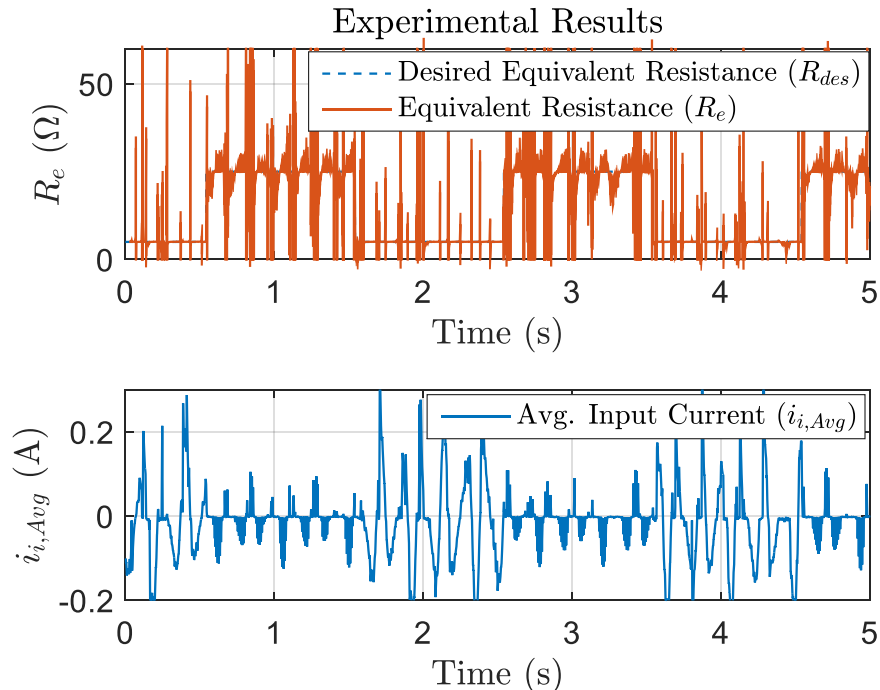 Experimental Results
Desired Equivalent Resistance (R_des)
Equivalent Resistance (R_e)
R_e (Ω)
50
0
0 1 2 3 4 5
Time (s)
Avg. Input Current (i_i,Avg)
i_i,Avg (A)
0.2
0
-0.2
0 1 2 3 4 5
Time (s)